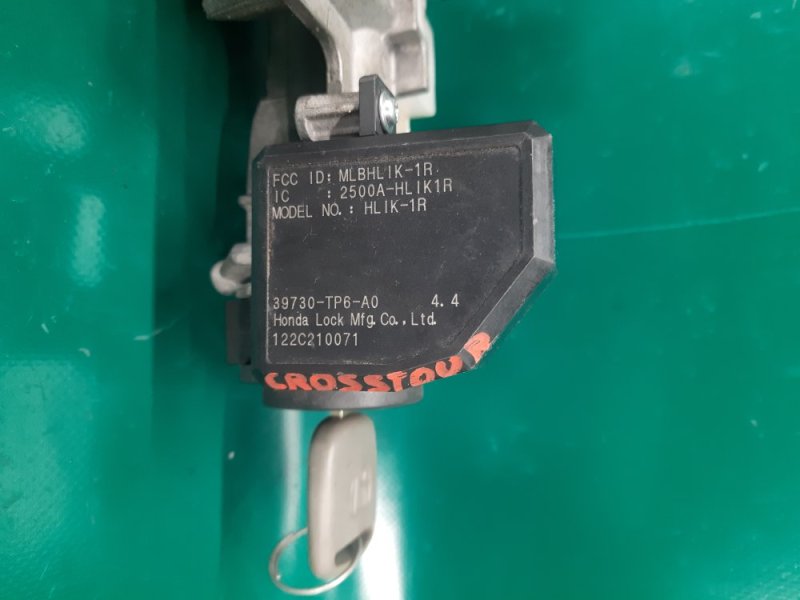 FCC ID: MLBHLIK-1R
IC : 2500A-HLIK1R
MODEL NO.: HLIK-1R
39730-TP6-A0 4.4
Honda Lock Mfg.Co.,Ltd.
122C210071
CROSSTOUR